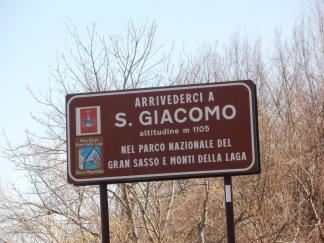 ARRIVEDERCI A
S. GIACOMO
altitudine m 1105
NEL PARCO NAZIONALE DEL
GRAN SASSO E MONTI DELLA LAGA